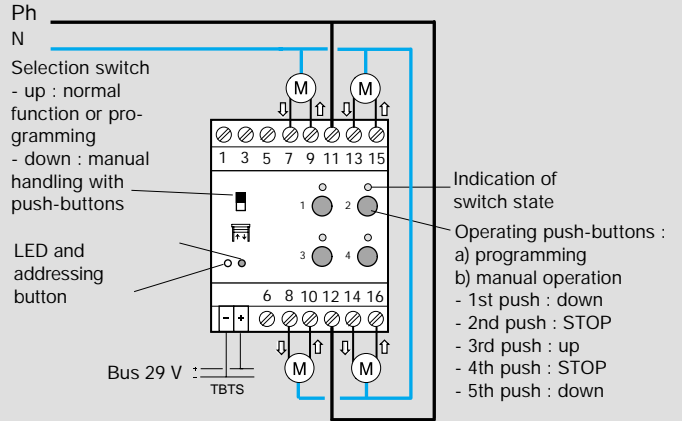 Ph
N
Selection switch
- up : normal
function or pro-
gramming
- down : manual
handling with
push-buttons
LED and
addressing
button
M
M
1 3 5 7 9 11 13 15
1
2
3
4
Indication of
switch state
Operating push-buttons :
a) programming
b) manual operation
- 1st push : down
- 2nd push : STOP
- 3rd push : up
- 4th push : STOP
- 5th push : down
6 8 10 12 14 16
- +
M
M
Bus 29 V
TBTS